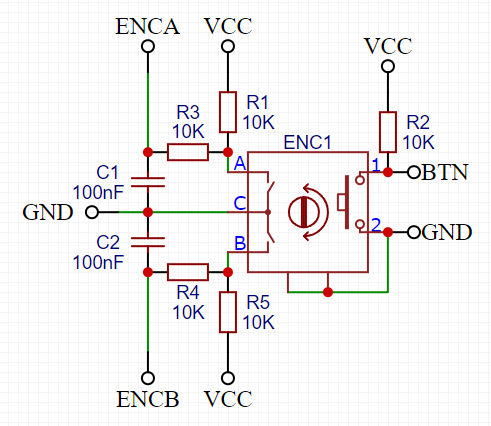 ENCA VCC
VCC
R3 R1 R2
10K 10K 10K
ENC1
C1 A 1 BTN
100nF
GND C
C2 B 2 GND
100nF
R4 R5
10K 10K
ENCB VCC